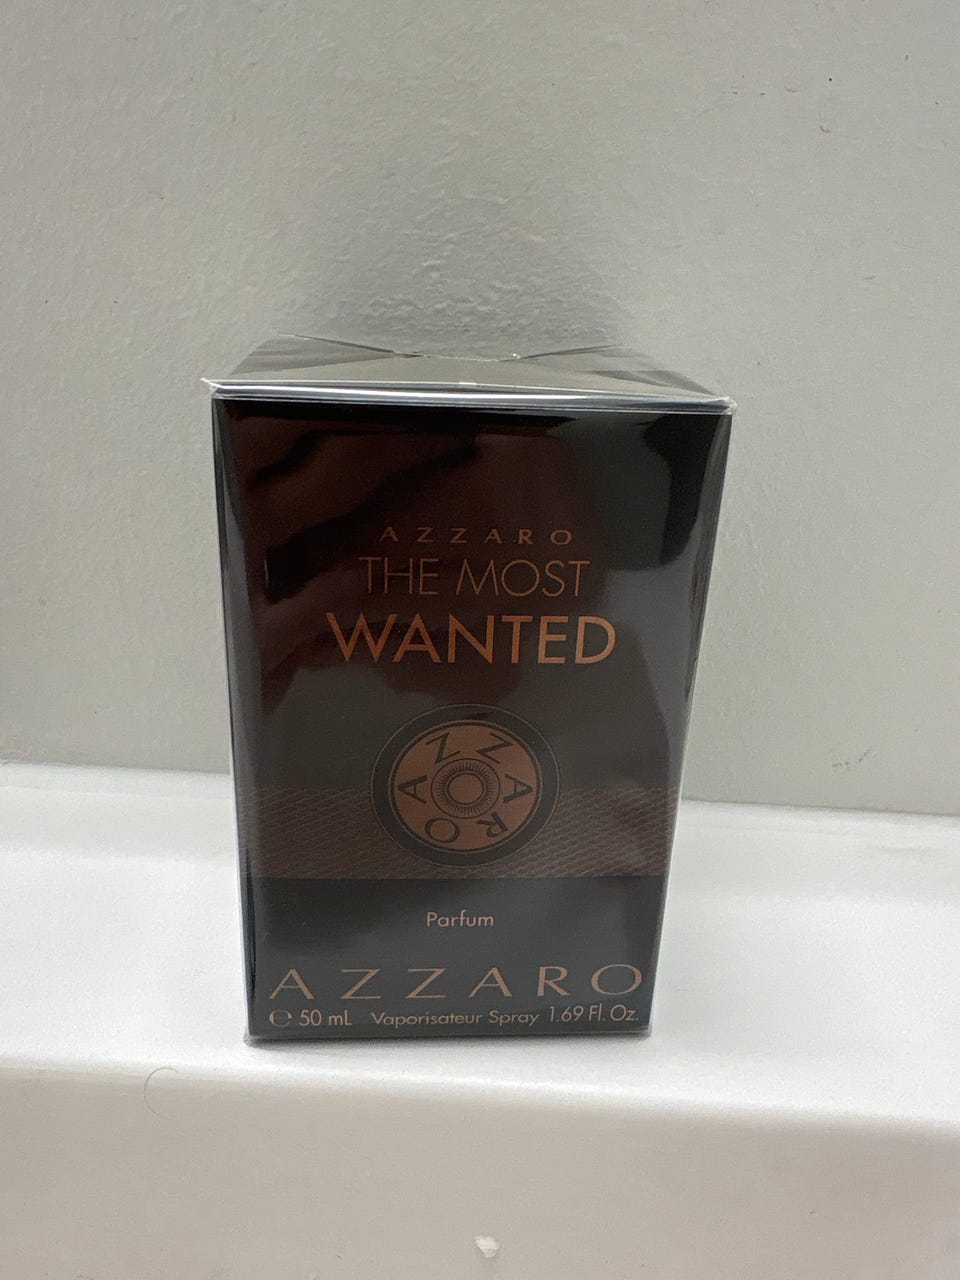 AZZARO
THE MOST
WANTED
AZZARO
Parfum
AZZARO
℮ 50 mL Vaporisateur Spray 1.69 Fl. Oz.